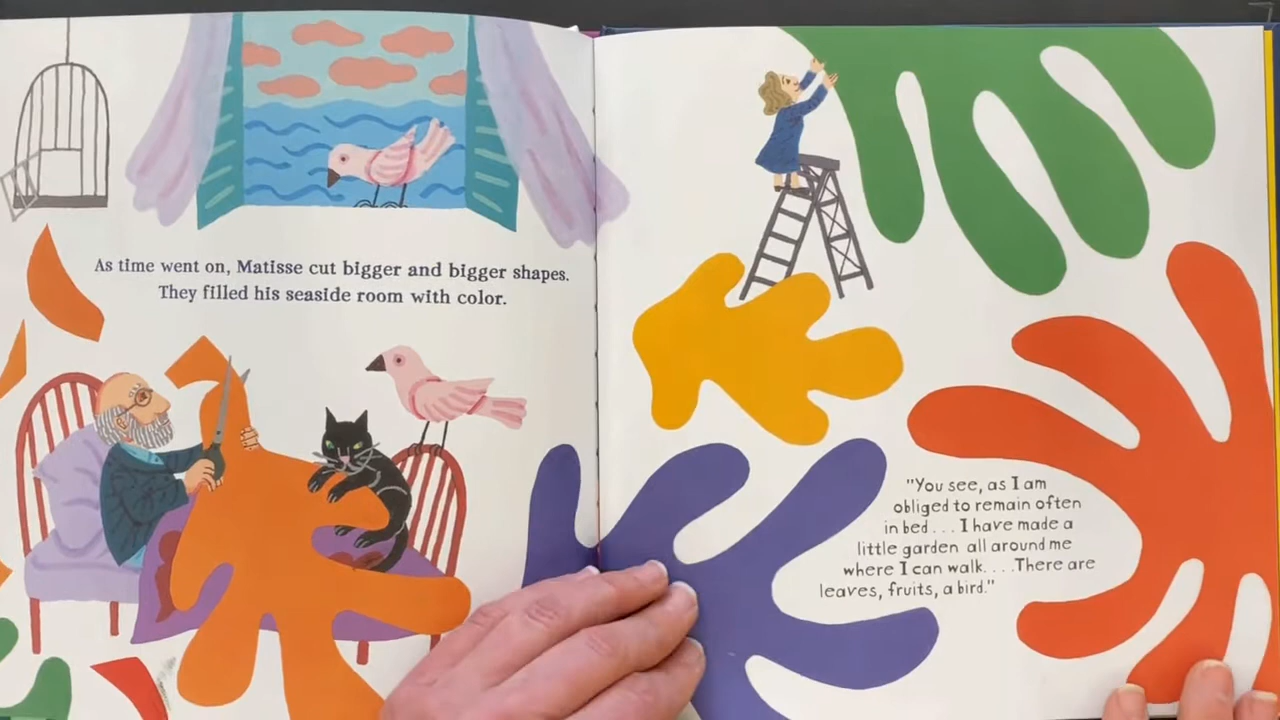 As time went on, Matisse cut bigger and bigger shapes.
They filled his seaside room with color.
"You see, as I am
obliged to remain often
in bed . . . I have made a
little garden all around me
where I can walk. . . . There are
leaves, fruits, a bird."